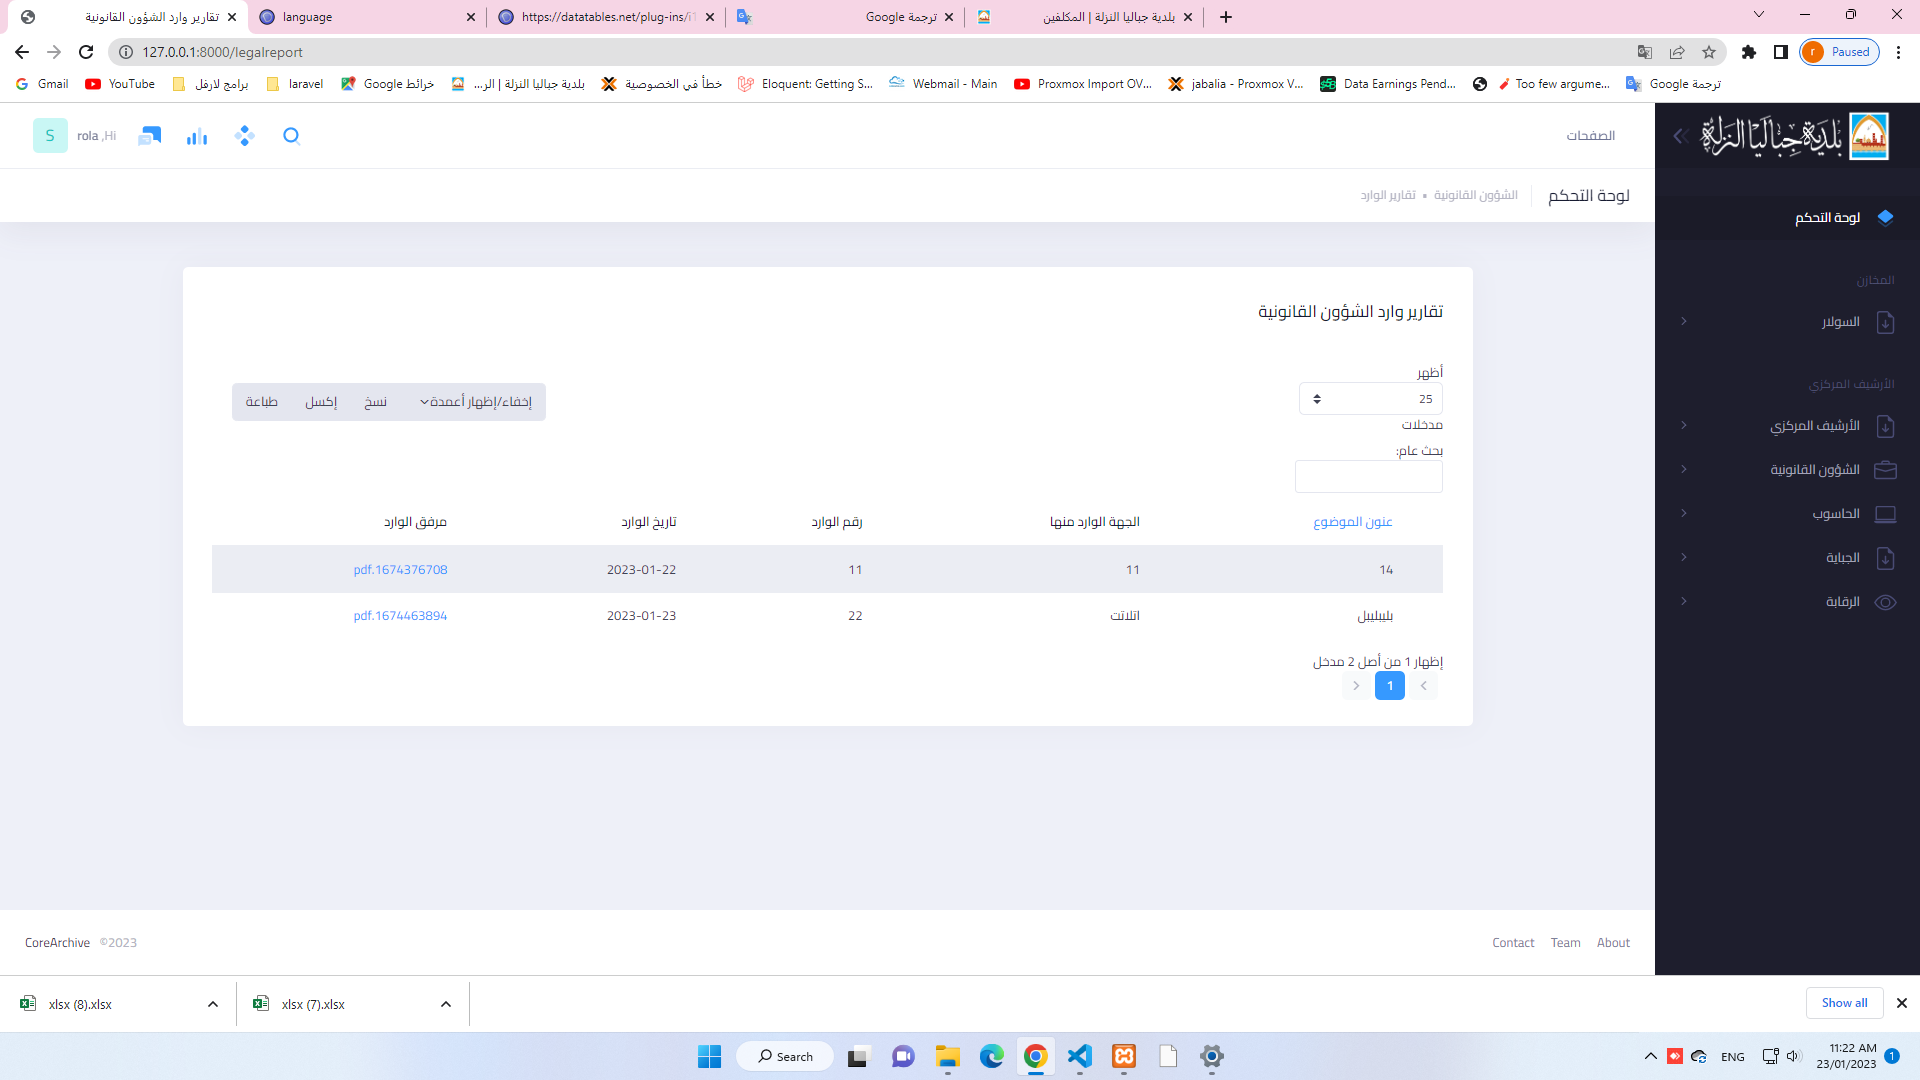 تقارير وارد الشؤون القانونية
language
https://datatables.net/plug-ins/i1
ترجمة Google
بلدية جباليا النزلة | المكلفين
127.0.0.1:8000/legalreport
r
Paused
Gmail
YouTube
برامج لارفل
laravel
خرائط Google
بلدية جباليا النزلة | الر...
خطأ في الخصوصية
Eloquent: Getting S...
Webmail - Main
Proxmox Import OV...
jabalia - Proxmox V...
Data Earnings Pend...
Too few argume...
ترجمة Google
S
rola ,Hi
الصفحات
بلدية جباليا النزلة
لوحة التحكم
الشؤون القانونية • تقارير الوارد
لوحة التحكم
المخازن
السولار
الأرشيف المركزي
الأرشيف المركزي
الشؤون القانونية
الحاسوب
الجباية
الرقابة
تقارير وارد الشؤون القانونية
أظهر
25
مدخلات
إخفاء/إظهار أعمدة نسخ إكسل طباعة
بحث عام:
عنون الموضوع الجهة الوارد منها رقم الوارد تاريخ الوارد مرفق الوارد
14 11 11 2023-01-22 pdf.1674376708
بليبليبل اتلاتت 22 2023-01-23 pdf.1674463894
إظهار 1 من أصل 2 مدخل
1
CoreArchive ©2023
Contact Team About
xlsx (8).xlsx
xlsx (7).xlsx
Show all
Search
ENG
11:22 AM
23/01/2023
1